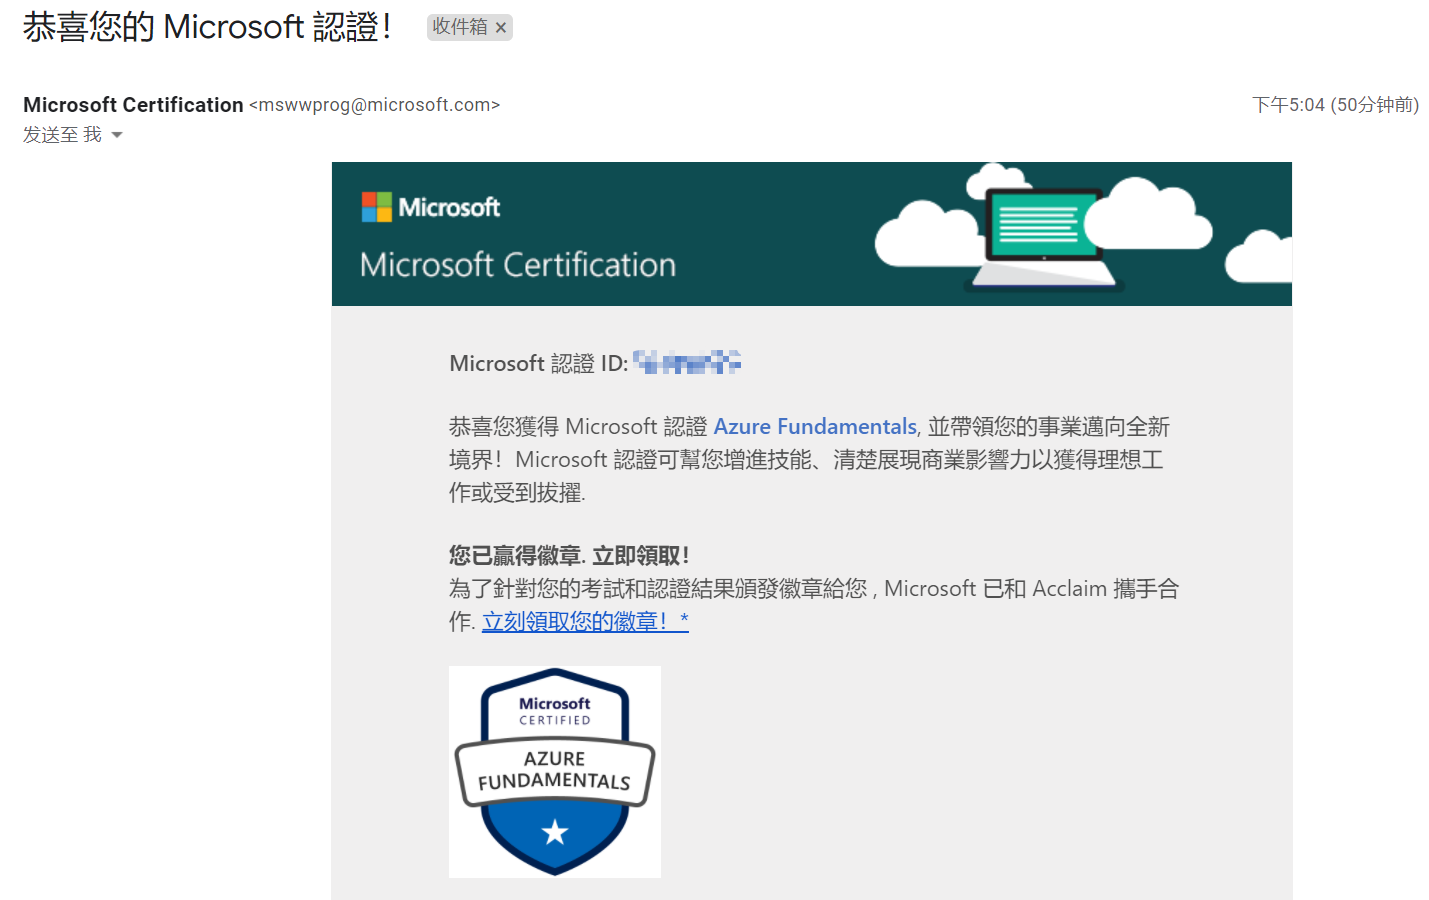 恭喜您的 Microsoft 認證！
收件箱 ×
Microsoft Certification <mswwprog@microsoft.com>
下午5:04 (50分钟前)
发送至 我
Microsoft
Microsoft Certification
Microsoft 認證 ID:
恭喜您獲得 Microsoft 認證 Azure Fundamentals, 並帶領您的事業邁向全新
境界！Microsoft 認證可幫您增進技能、清楚展現商業影響力以獲得理想工
作或受到拔擢.
您已贏得徽章. 立即領取！
為了針對您的考試和認證結果頒發徽章給您 , Microsoft 已和 Acclaim 攜手合
作. 立刻領取您的徽章！*
Microsoft
CERTIFIED
AZURE
FUNDAMENTALS